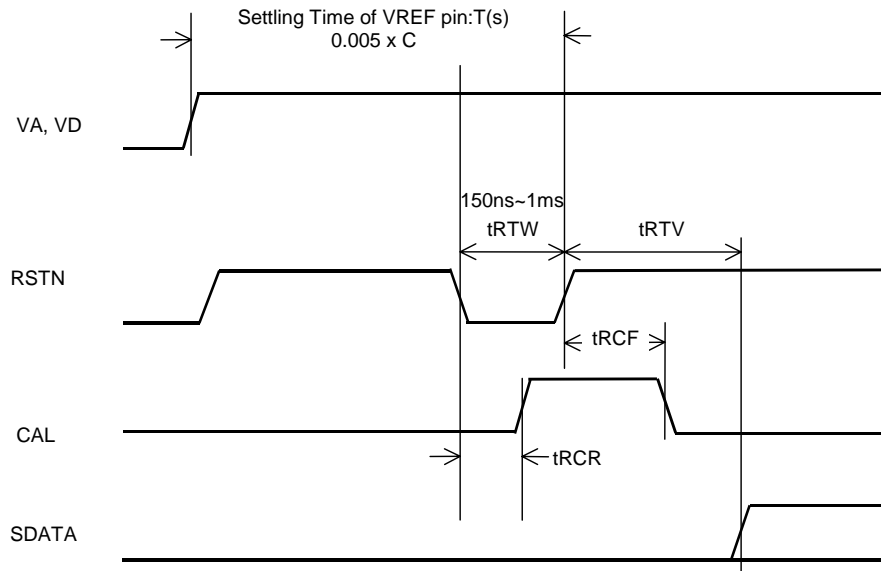 Settling Time of VREF pin:T(s)
0.005 x C
VA, VD
150ns~1ms
tRTW
tRTV
RSTN
tRCF
CAL
tRCR
SDATA